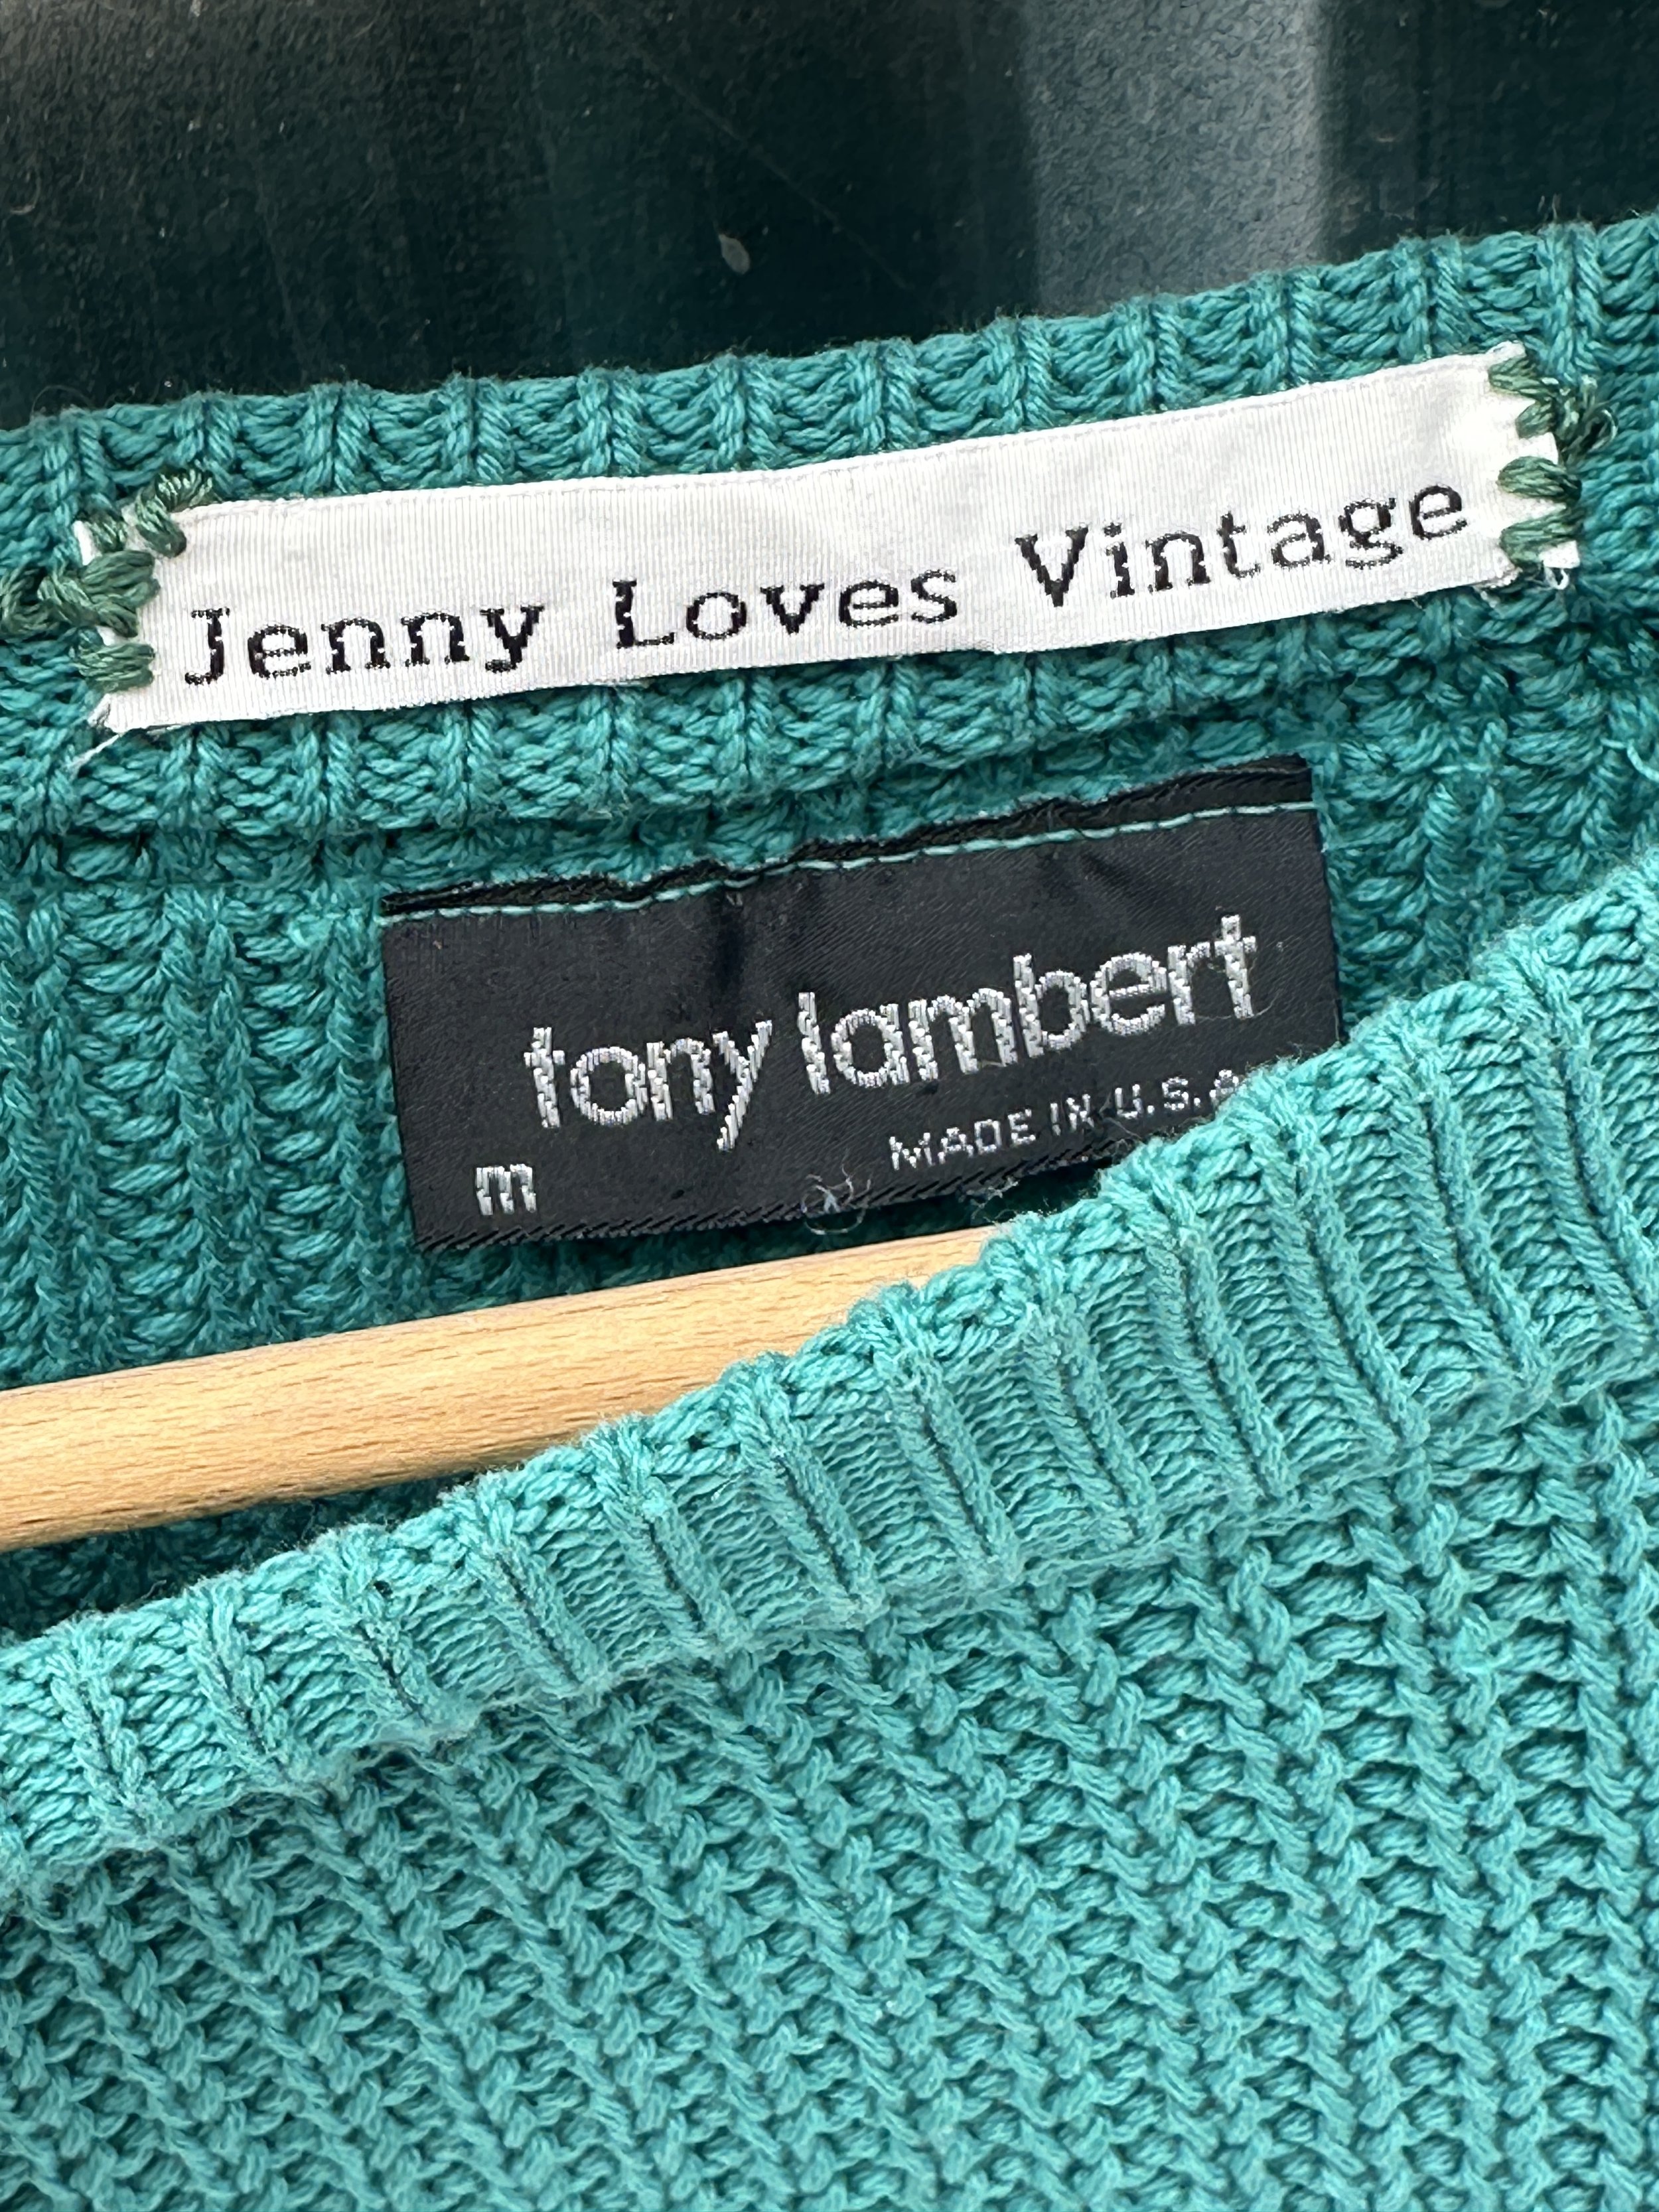 Jenny Loves Vintage
tony lambert
MADE IN U.S.A
m